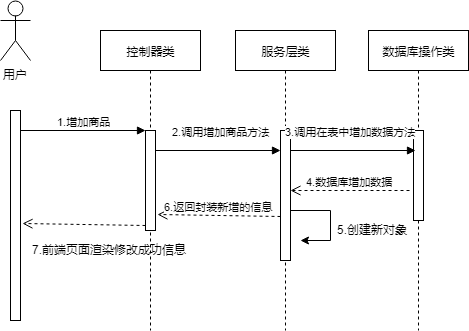 控制器类
服务层类
数据库操作类
用户
1.增加商品
2.调用增加商品方法
3.调用在表中增加数据方法
4.数据库增加数据
6.返回封装新增的信息
5.创建新对象
7.前端页面渲染修改成功信息